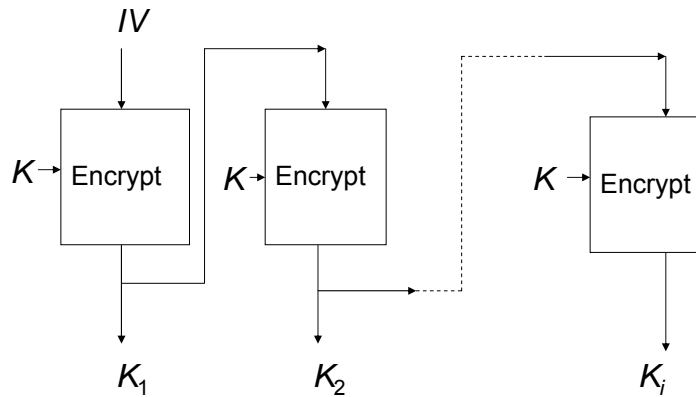 IV
K Encrypt K Encrypt K Encrypt
K₁ K₂ Kᵢ